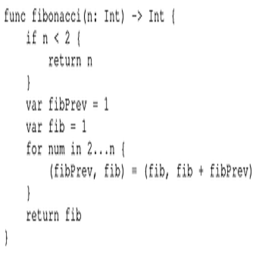 func fibonacci(n: Int) -> Int {
    if n < 2 {
        return n
    }
    var fibPrev = 1
    var fib = 1
    for num in 2...n {
        (fibPrev, fib) = (fib, fib + fibPrev)
    }
    return fib
}